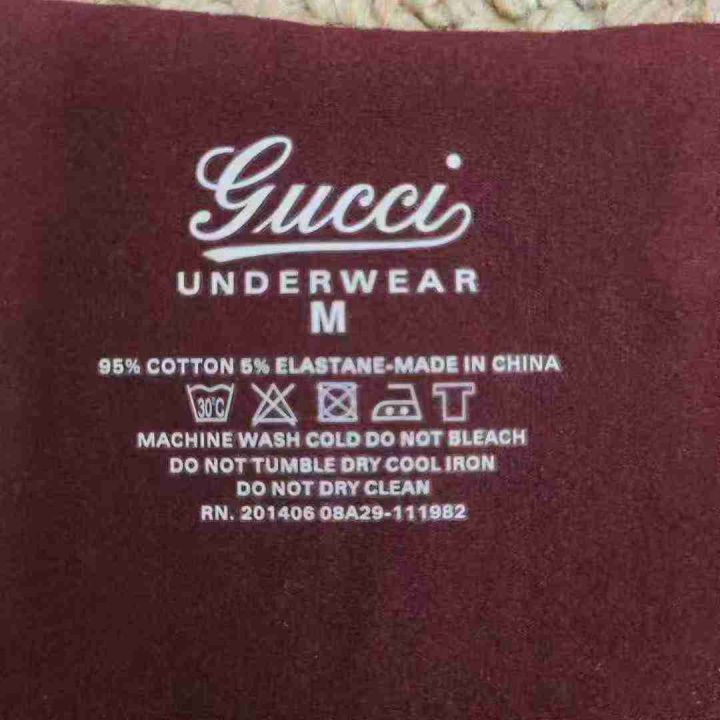 Gucci
UNDERWEAR
M
95% COTTON 5% ELASTANE-MADE IN CHINA
30°C
MACHINE WASH COLD DO NOT BLEACH
DO NOT TUMBLE DRY COOL IRON
DO NOT DRY CLEAN
RN. 201406 08A29-111982